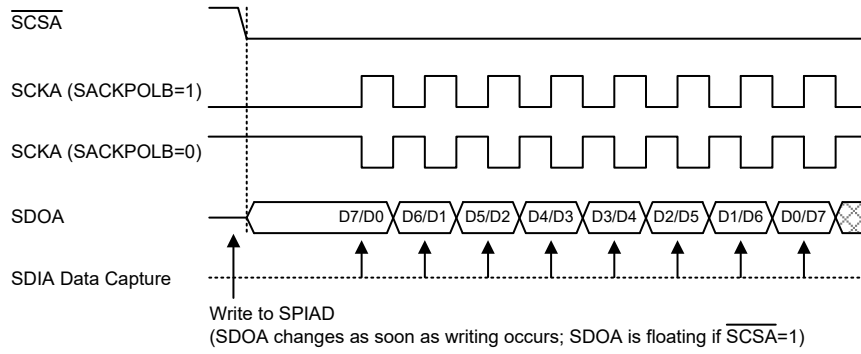 SCSA
SCKA (SACKPOLB=1)
SCKA (SACKPOLB=0)
SDOA D7/D0 D6/D1 D5/D2 D4/D3 D3/D4 D2/D5 D1/D6 D0/D7
SDIA Data Capture
Write to SPIAD
(SDOA changes as soon as writing occurs; SDOA is floating if SCSA=1)